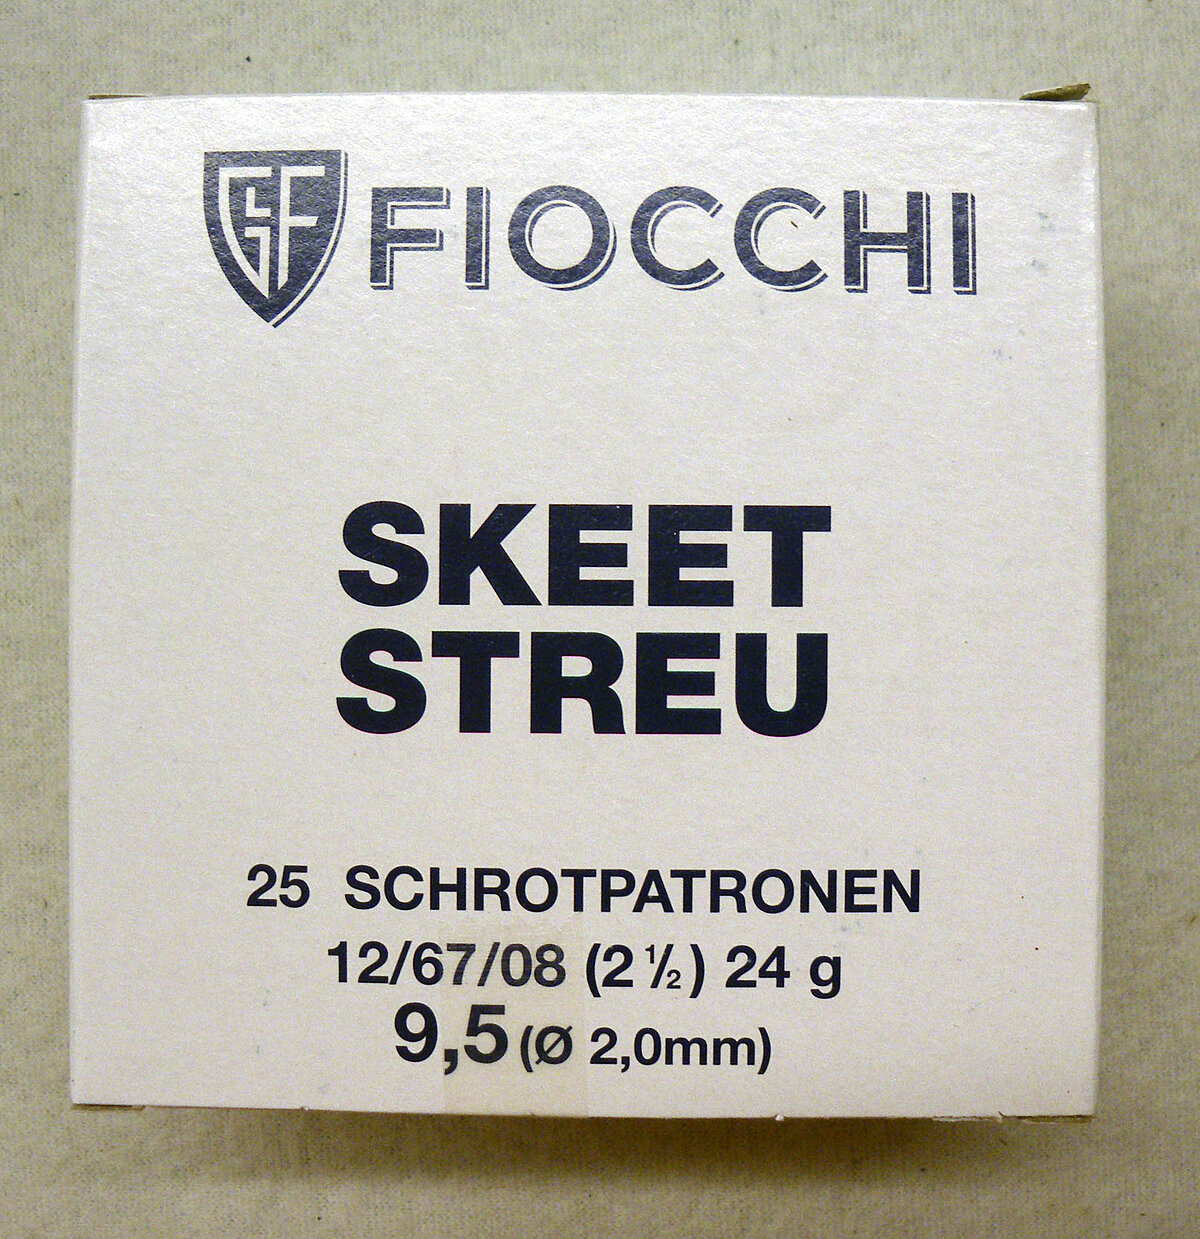 GF FIOCCHI
SKEET
STREU
25 SCHROTPATRONEN
12/67/08 (2 ½) 24 g
9,5 (Ø 2,0mm)